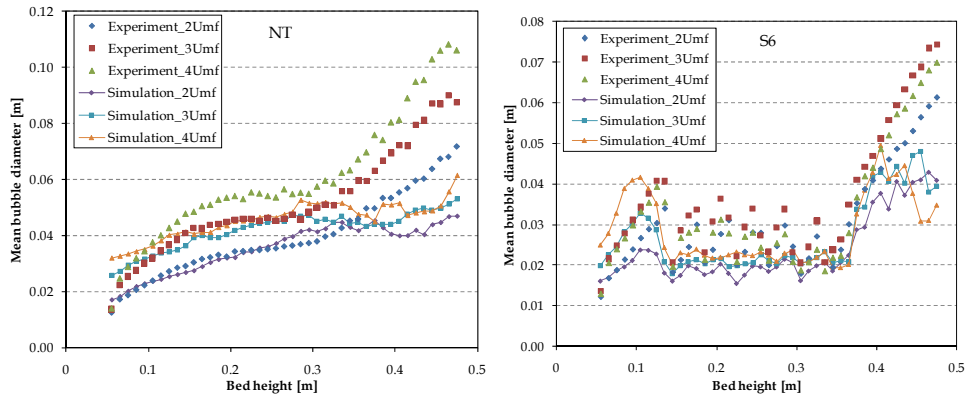 NT
Experiment_2Umf
Experiment_3Umf
Experiment_4Umf
Simulation_2Umf
Simulation_3Umf
Simulation_4Umf
Mean bubble diameter [m]
0.12
0.10
0.08
0.06
0.04
0.02
0.00
0
0.1
0.2
0.3
0.4
0.5
Bed height [m]
S6
Experiment_2Umf
Experiment_3Umf
Experiment_4Umf
Simulation_2Umf
Simulation_3Umf
Simulation_4Umf
Mean bubble diameter [m]
0.08
0.07
0.06
0.05
0.04
0.03
0.02
0.01
0.00
0
0.1
0.2
0.3
0.4
0.5
Bed height [m]